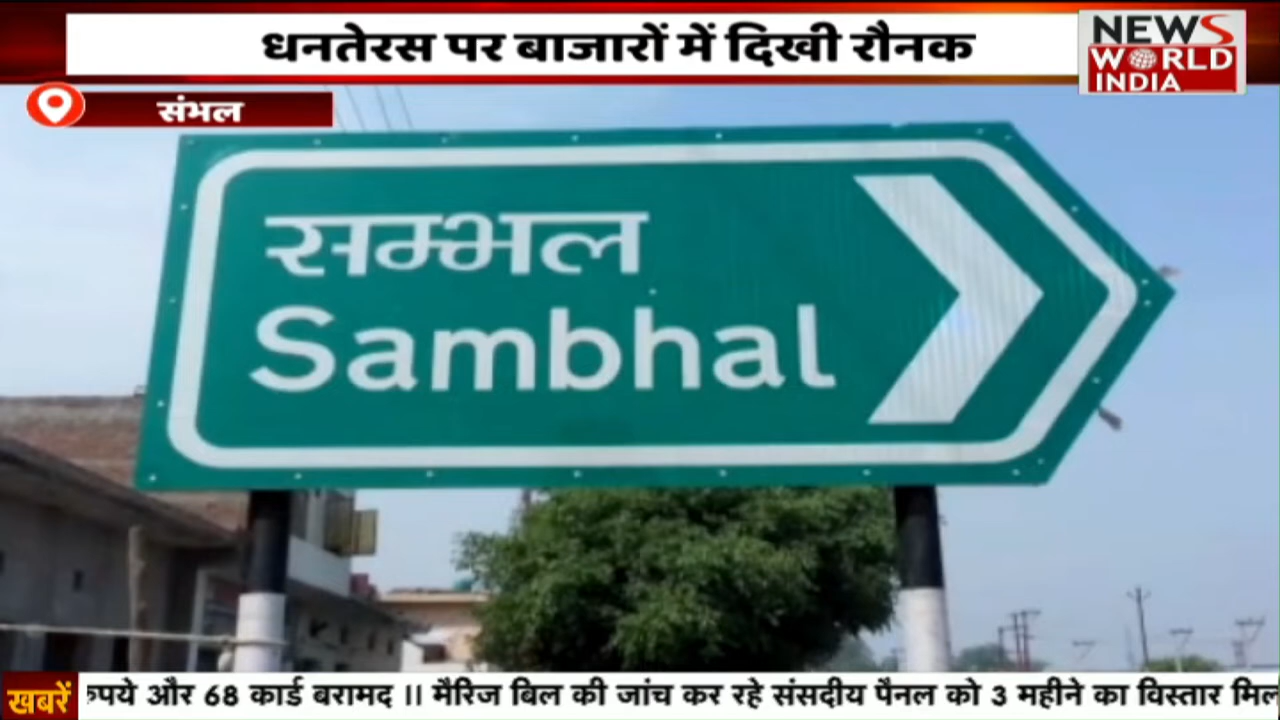 धनतेरस पर बाजारों में दिखी रौनक
NEWS
WORLD
INDIA
संभल
सम्भल
Sambhal
खबरें
रुपये और 68 कार्ड बरामद || मैरिज बिल की जांच कर रहे संसदीय पैनल को 3 महीने का विस्तार